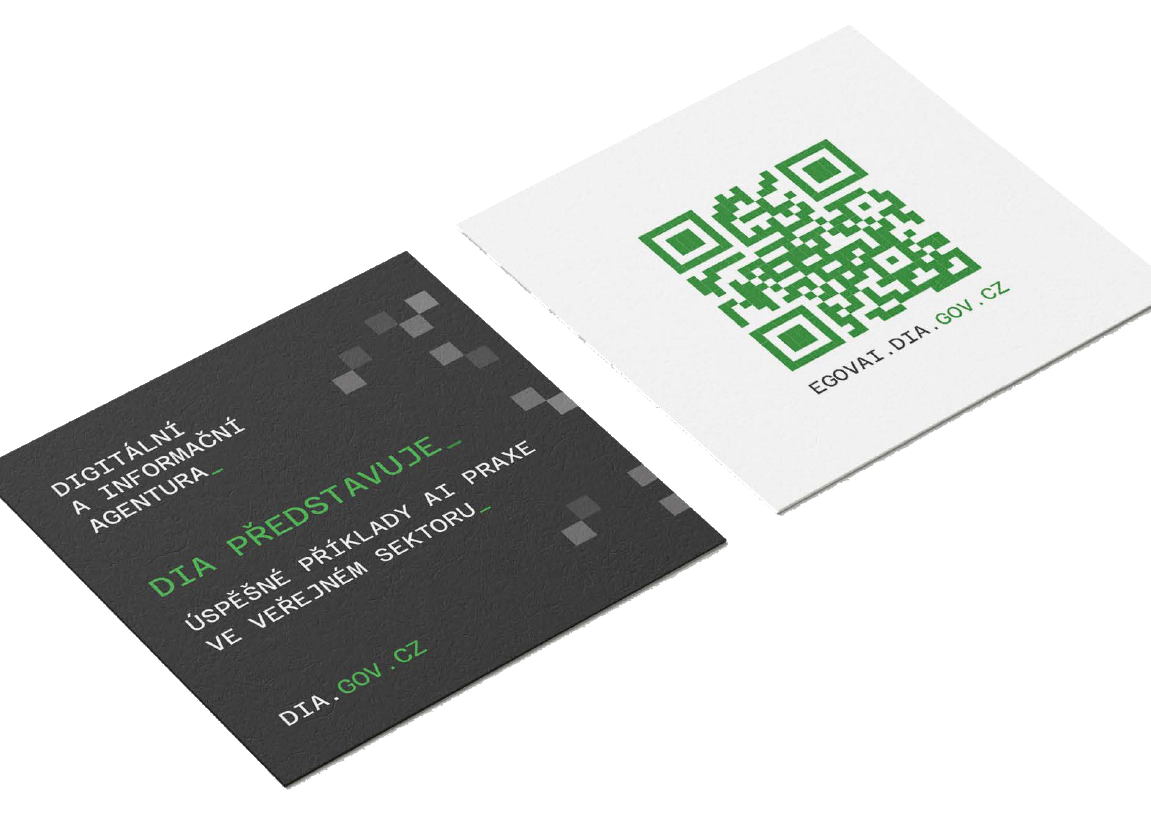 DIGITÁLNÍ
A INFORMAČNÍ
AGENTURA_
DIA PŘEDSTAVUJE_
ÚSPĚŠNÉ PŘÍKLADY AI PRAXE
VE VEŘEJNÉM SEKTORU_
DIA.GOV.CZ
EGOVAI.DIA.GOV.CZ